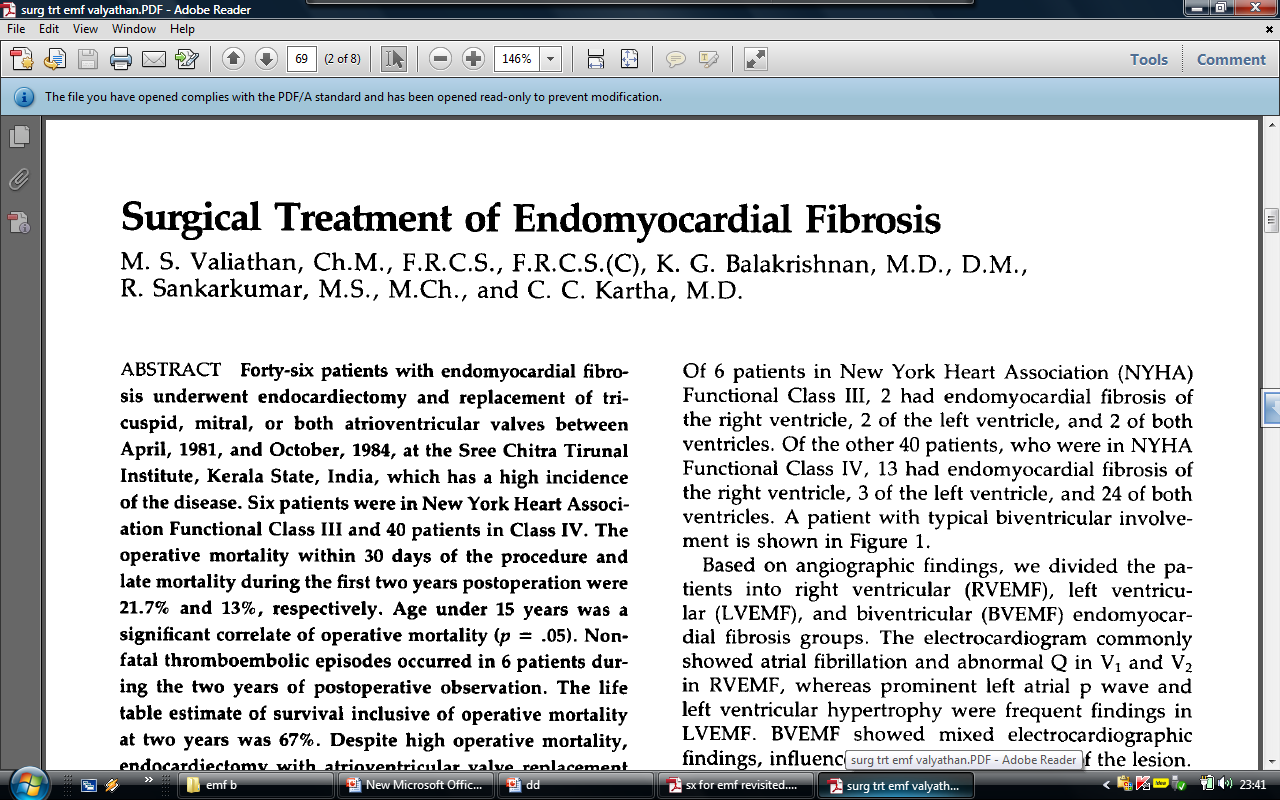 surg trt emf valyathan.PDF - Adobe Reader
File Edit View Window Help
69 (2 of 8) 146% Tools Comment
The file you have opened complies with the PDF/A standard and has been opened read-only to prevent modification.
Surgical Treatment of Endomyocardial Fibrosis
M. S. Valiathan, Ch.M., F.R.C.S., F.R.C.S.(C), K. G. Balakrishnan, M.D., D.M.,
R. Sankarkumar, M.S., M.Ch., and C. C. Kartha, M.D.
ABSTRACT Forty-six patients with endomyocardial fibro-
sis underwent endocardiectomy and replacement of tri-
cuspid, mitral, or both atrioventricular valves between
April, 1981, and October, 1984, at the Sree Chitra Tirunal
Institute, Kerala State, India, which has a high incidence
of the disease. Six patients were in New York Heart Associ-
ation Functional Class III and 40 patients in Class IV. The
operative mortality within 30 days of the procedure and
late mortality during the first two years postoperation were
21.7% and 13%, respectively. Age under 15 years was a
significant correlate of operative mortality (p = .05). Non-
fatal thromboembolic episodes occurred in 6 patients dur-
ing the two years of postoperative observation. The life
table estimate of survival inclusive of operative mortality
at two years was 67%. Despite high operative mortality,
endocardiectomy with atrioventricular valve replacement
Of 6 patients in New York Heart Association (NYHA)
Functional Class III, 2 had endomyocardial fibrosis of
the right ventricle, 2 of the left ventricle, and 2 of both
ventricles. Of the other 40 patients, who were in NYHA
Functional Class IV, 13 had endomyocardial fibrosis of
the right ventricle, 3 of the left ventricle, and 24 of both
ventricles. A patient with typical biventricular involve-
ment is shown in Figure 1.
Based on angiographic findings, we divided the pa-
tients into right ventricular (RVEMF), left ventricu-
lar (LVEMF), and biventricular (BVEMF) endomyocar-
dial fibrosis groups. The electrocardiogram commonly
showed atrial fibrillation and abnormal Q in V1 and V2
in RVEMF, whereas prominent left atrial p wave and
left ventricular hypertrophy were frequent findings in
LVEMF. BVEMF showed mixed electrocardiographic
findings, of the lesion.
surg trt emf valyathan.PDF - Adobe Reader
emf b New Microsoft Offic... dd sx for emf revisited.... surg trt emf valyath... 23:41